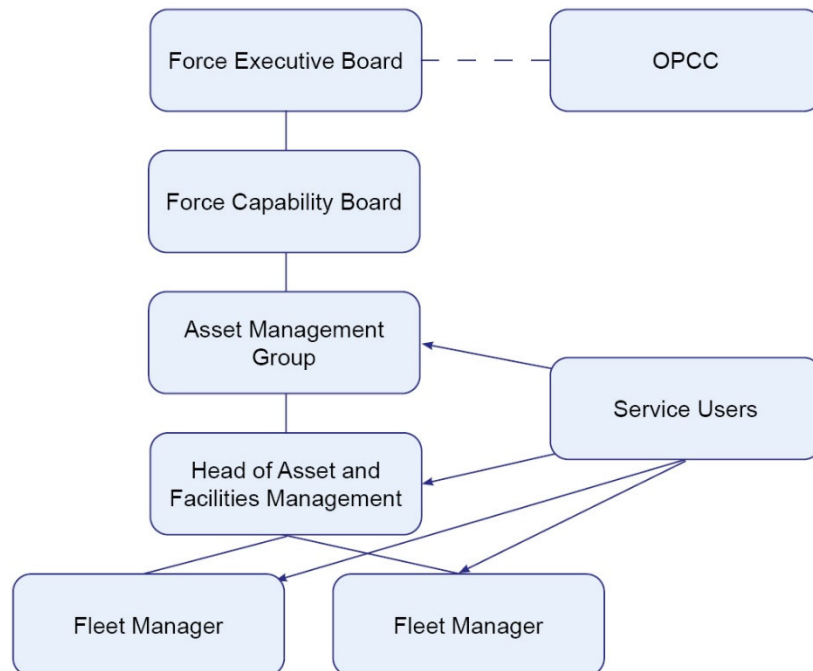 Force Executive Board
OPCC
Force Capability Board
Asset Management
Group
Service Users
Head of Asset and
Facilities Management
Fleet Manager
Fleet Manager